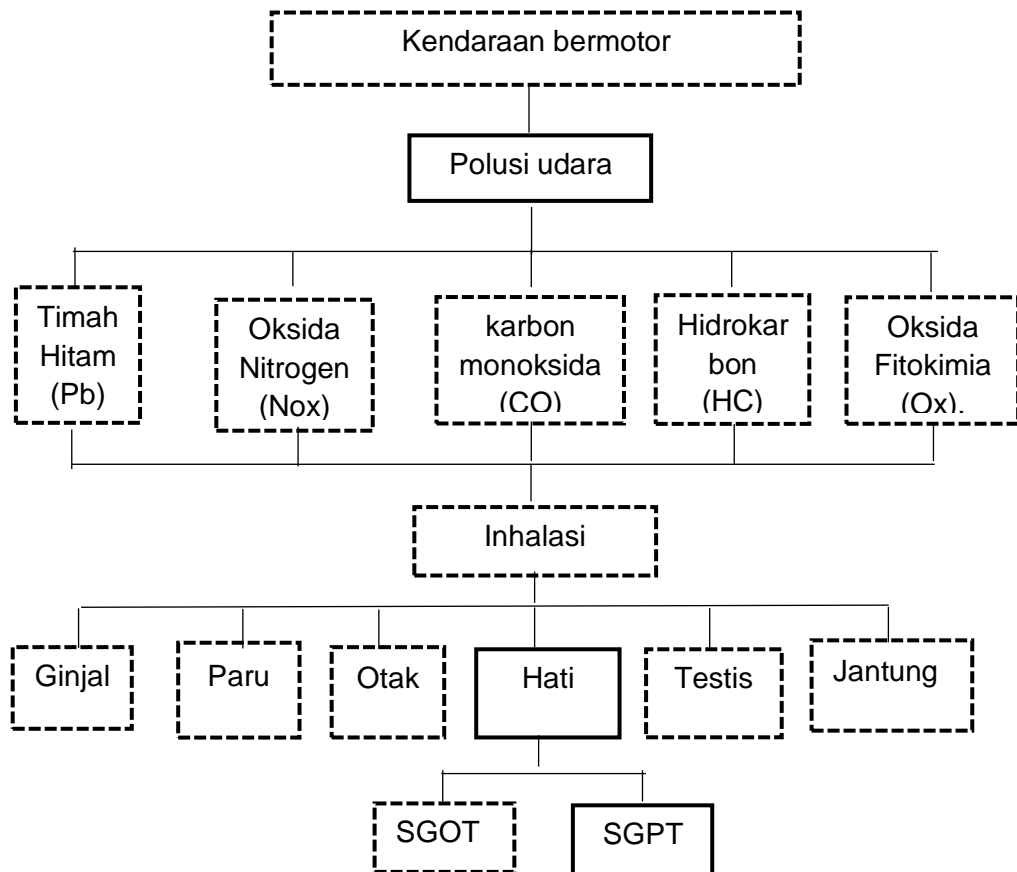 Kendaraan bermotor
Polusi udara
Timah
Hitam
(Pb)
Oksida
Nitrogen
(Nox)
karbon
monoksida
(CO)
Hidrokar
bon
(HC)
Oksida
Fitokimia
(Ox).
Inhalasi
Ginjal
Paru
Otak
Hati
Testis
Jantung
SGOT
SGPT